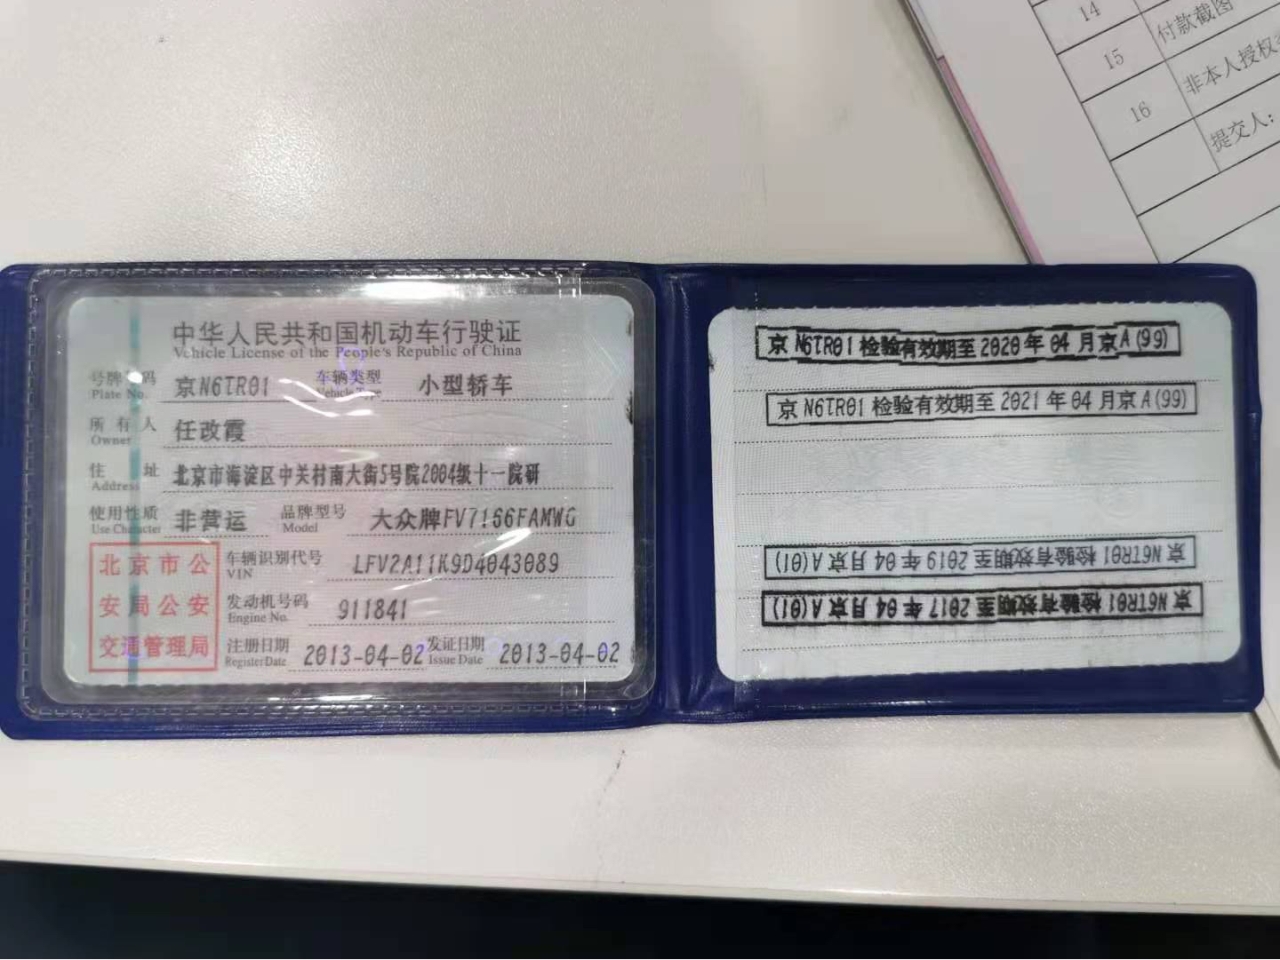 14
15
付款截图
16
非本人授权
提交人：
中华人民共和国机动车行驶证
Vehicle License of the People's Republic of China
号牌号码 京N6TR01 车辆类型 小型轿车
Plate No. Vehicle Type
所有人 任改霞
Owner
住址 北京市海淀区中关村南大街5号院2004级十一院研
Address
使用性质 非营运 品牌型号 大众牌FV7166FAMWG
Use Character Model
北京市公
安局公安
交通管理局
车辆识别代号 LFV2A11K9D4043089
VIN
发动机号码 911841
Engine No.
注册日期 2013-04-02 发证日期 2013-04-02
Register Date Issue Date
京N6TR01检验有效期至2020年04月京A(99)
京N6TR01检验有效期至2021年04月京A(99)
京N6TR01检验有效期至2019年04月京A(01)
京N6TR01检验有效期至2017年04月京A(01)